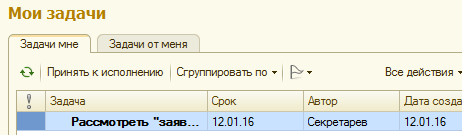 Мои задачи
Задачи мне Задачи от меня
Принять к исполнению Сгруппировать по Все действия
Задача Срок Автор Дата созда
Рассмотреть "заяв... 12.01.16 Секретарев 12.01.16